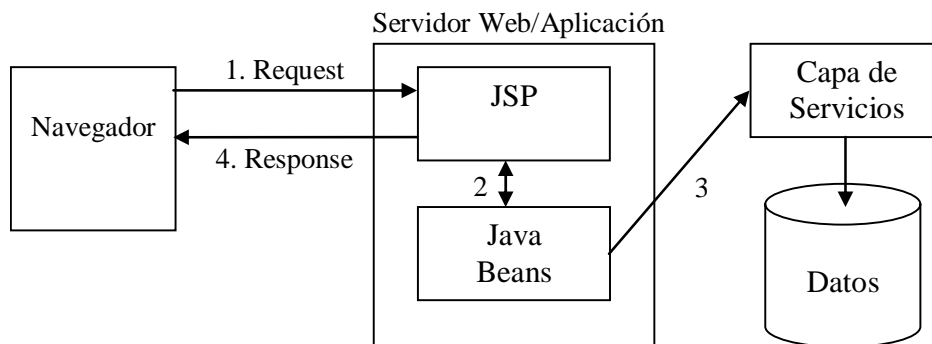 Servidor Web/Aplicación
1. Request
JSP
Capa de
Servicios
Navegador
4. Response
2
3
Java
Beans
Datos